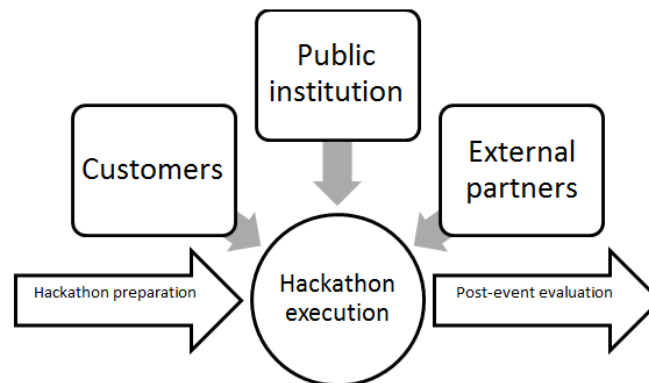 Public
institution
Customers
External
partners
Hackathon preparation
Hackathon
execution
Post-event evaluation